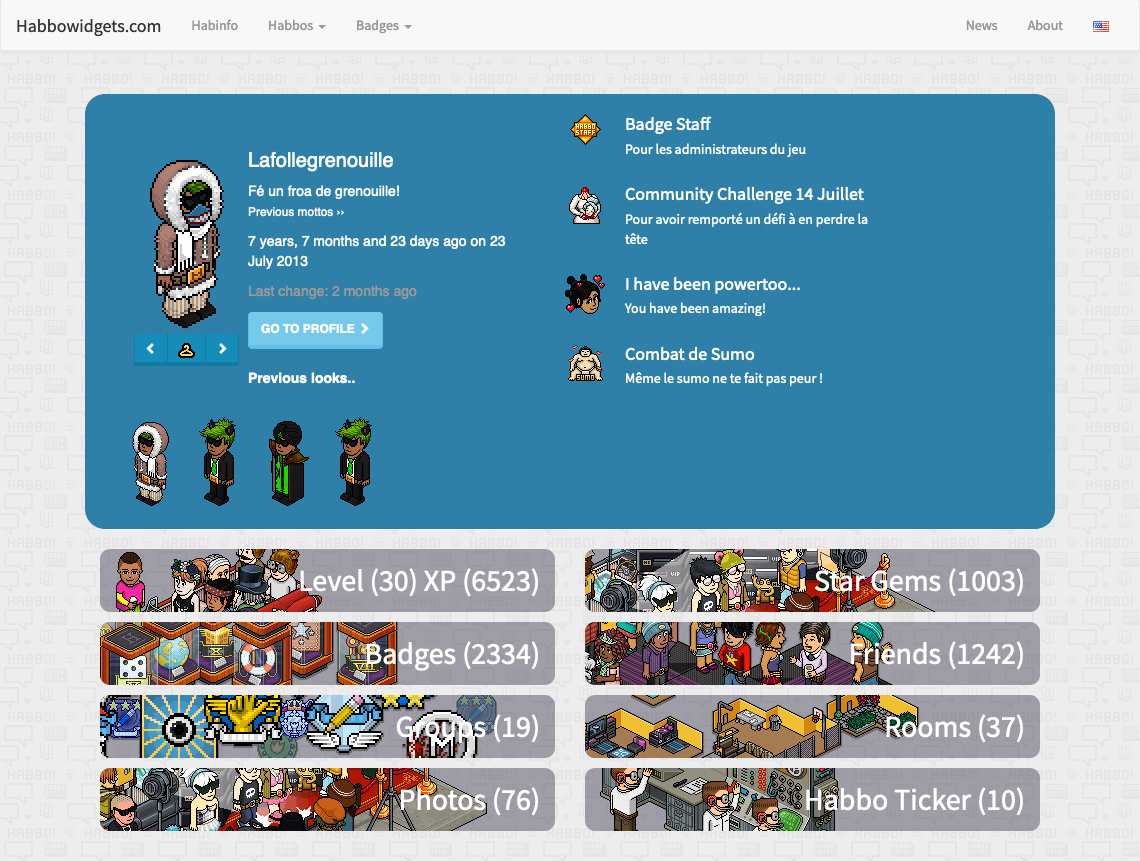 Habbowidgets.com
Habinfo
Habbos
Badges
News
About
Lafollegrenouille
Fé un froa de grenouille!
Previous mottos ››
7 years, 7 months and 23 days ago on 23
July 2013
Last change: 2 months ago
GO TO PROFILE
Previous looks..
HABBO
STAFF
Badge Staff
Pour les administrateurs du jeu
Community Challenge 14 Juillet
Pour avoir remporté un défi à en perdre la
tête
I have been powertoo...
You have been amazing!
SUMO
Combat de Sumo
Même le sumo ne te fait pas peur !
Level (30) XP (6523)
VIP
Star Gems (1003)
Badges (2334)
Friends (1242)
Groups (19)
Rooms (37)
Photos (76)
Habbo Ticker (10)